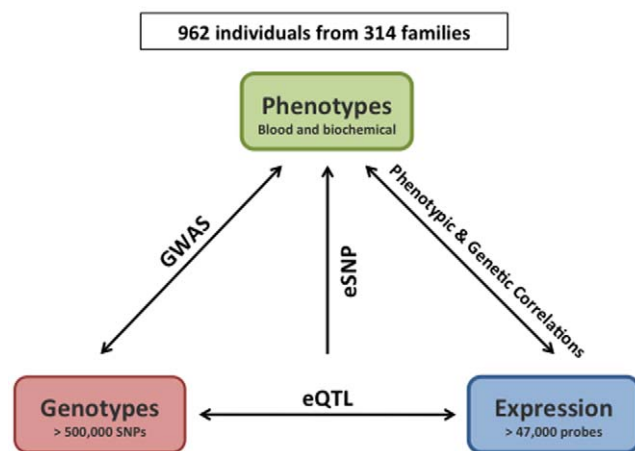 962 individuals from 314 families
Phenotypes
Blood and biochemical
GWAS
eSNP
Phenotypic & Genetic Correlations
Genotypes
> 500,000 SNPs
eQTL
Expression
> 47,000 probes